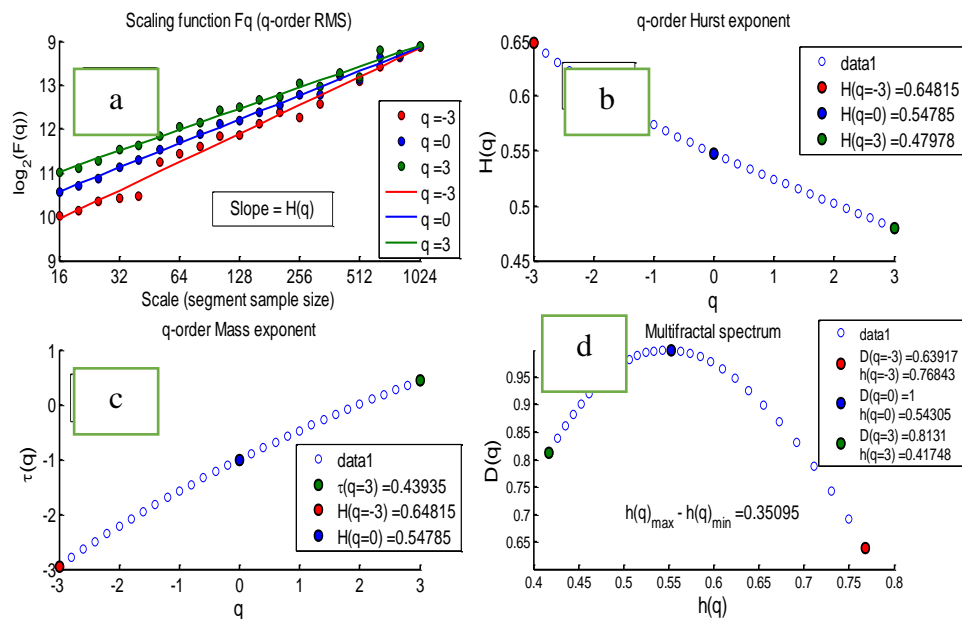 Scaling function Fq (q-order RMS)
9
13
12
11
10
9
log2(F(q))
a
q =-3
q =0
q =3
q =-3
q =0
q =3
Slope = H(q)
16 32 64 128 256 512 1024
Scale (segment sample size)
q-order Hurst exponent
0.65
0.55
0.45
H(q)
b
data1
H(q=-3) =0.64815
H(q=0) =0.54785
H(q=3) =0.47978
-3 -2 -1 0 1 2 3
q
q-order Mass exponent
1
0
-1
-2
-3
τ(q)
c
data1
τ(q=3) =0.43935
H(q=-3) =0.64815
H(q=0) =0.54785
-3 -2 -1 0 1 2 3
q
Multifractal spectrum
0.95
0.9
0.85
0.8
0.75
0.7
0.65
D(q)
d
data1
D(q=-3) =0.63917
h(q=-3) =0.76843
D(q=0) =1
h(q=0) =0.54305
D(q=3) =0.8131
h(q=3) =0.41748
h(q)max - h(q)min =0.35095
0.4 0.45 0.5 0.55 0.6 0.65 0.7 0.75 0.8
h(q)